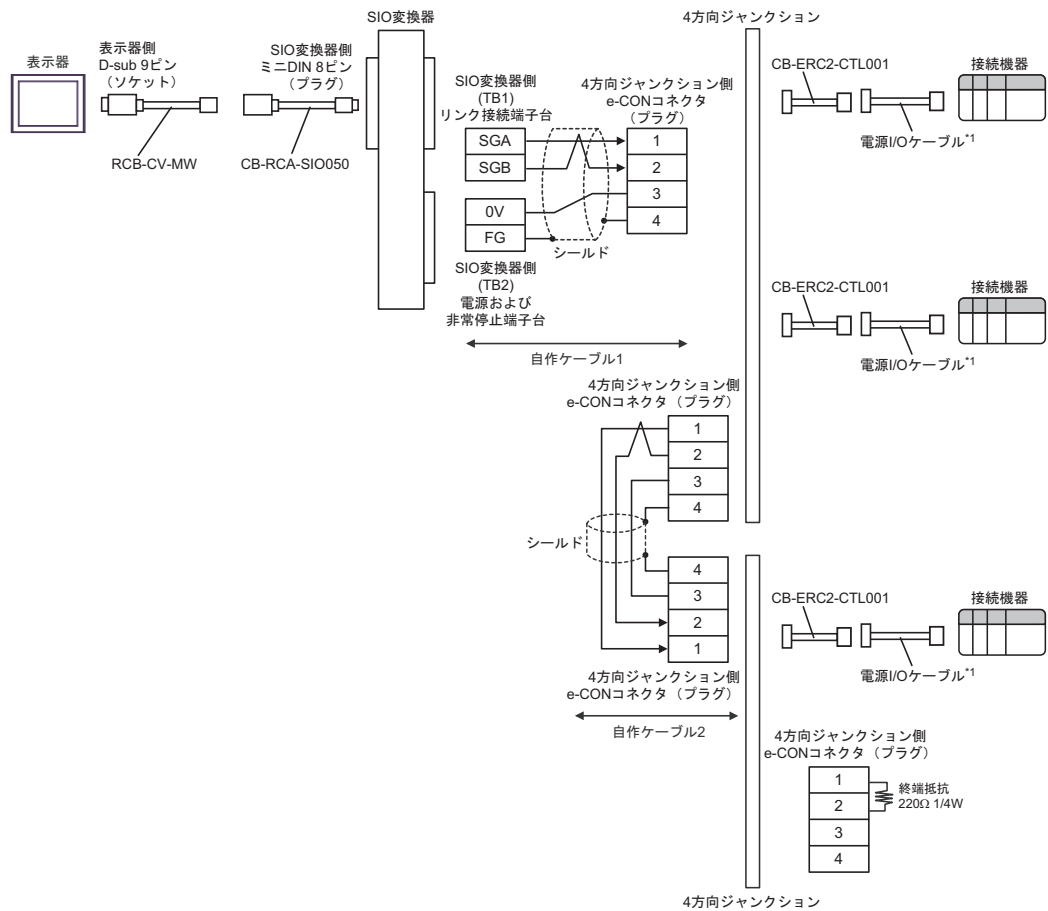 SIO変換器
4方向ジャンクション
表示器
表示器側
D-sub 9ピン
（ソケット）
SIO変換器側
ミニDIN 8ピン
（プラグ）
RCB-CV-MW
CB-RCA-SIO050
SIO変換器側
(TB1)
リンク接続端子台
4方向ジャンクション側
e-CONコネクタ
（プラグ）
SGA
SGB
0V
FG
1
2
3
4
シールド
SIO変換器側
(TB2)
電源および
非常停止端子台
自作ケーブル1
CB-ERC2-CTL001
接続機器
電源I/Oケーブル*1
CB-ERC2-CTL001
接続機器
電源I/Oケーブル*1
4方向ジャンクション側
e-CONコネクタ（プラグ）
1
2
3
4
シールド
4
3
2
1
4方向ジャンクション側
e-CONコネクタ（プラグ）
自作ケーブル2
CB-ERC2-CTL001
接続機器
電源I/Oケーブル*1
4方向ジャンクション側
e-CONコネクタ（プラグ）
1
2
3
4
終端抵抗
220Ω 1/4W
4方向ジャンクション